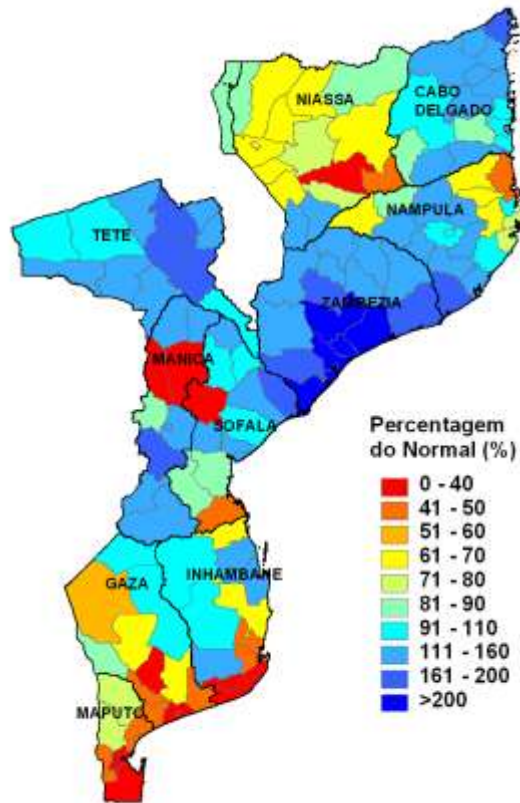 NIASSA
CABO
DELGADO
NAMPULA
TETE
ZAMBEZIA
MANICA
SOFALA
Percentagem
do Normal (%)
0 - 40
41 - 50
51 - 60
61 - 70
71 - 80
81 - 90
91 - 110
111 - 160
161 - 200
>200
GAZA
INHAMBANE
MAPUTO